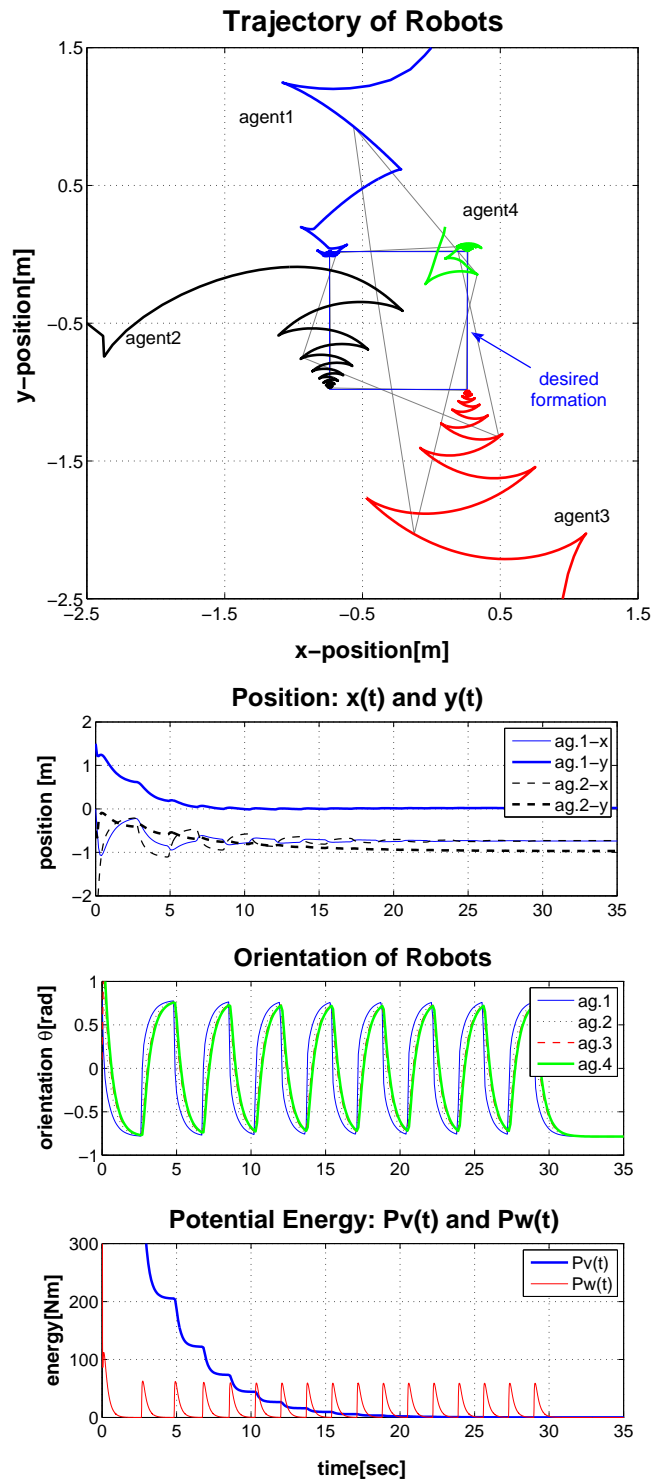 Trajectory of Robots
1.5
0.5
−0.5
−1.5
−2.5
y−position[m]
agent1
agent4
agent2
desired
formation
agent3
−2.5 −1.5 −0.5 0.5 1.5
x−position[m]
Position: x(t) and y(t)
2
1
0
−1
−2
position [m]
ag.1−x
ag.1−y
ag.2−x
ag.2−y
0 5 10 15 20 25 30 35
Orientation of Robots
1
0.5
0
−0.5
−1
orientation θ[rad]
ag.1
ag.2
ag.3
ag.4
0 5 10 15 20 25 30 35
Potential Energy: Pv(t) and Pw(t)
300
200
100
0
energy[Nm]
Pv(t)
Pw(t)
0 5 10 15 20 25 30 35
time[sec]